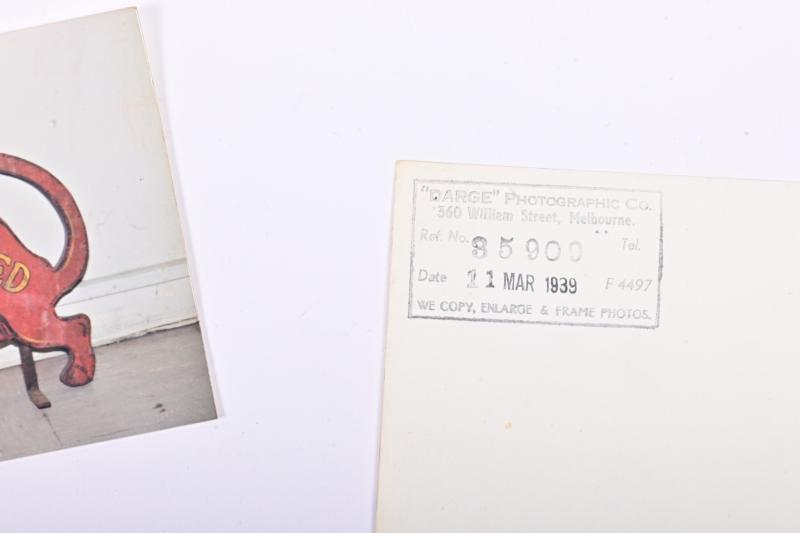 ED
"DARGE" PHOTOGRAPHIC CO.
360 William Street, Melbourne.
Ref. No. 35909 Tel.
Date 11 MAR 1939 F 4497
WE COPY, ENLARGE & FRAME PHOTOS.